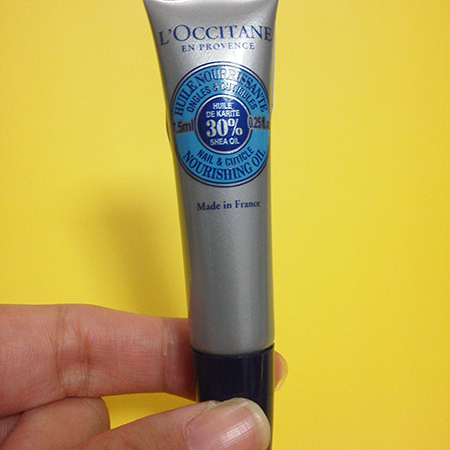 L'OCCITANE
EN PROVENCE
HUILE NOURRISSANTE
ONGLES & CUTICULES
HUILE
DE KARITÉ
7.5ml 30% 0.25fl.oz
SHEA OIL
NAIL & CUTICLE
NOURISHING OIL
Made in France